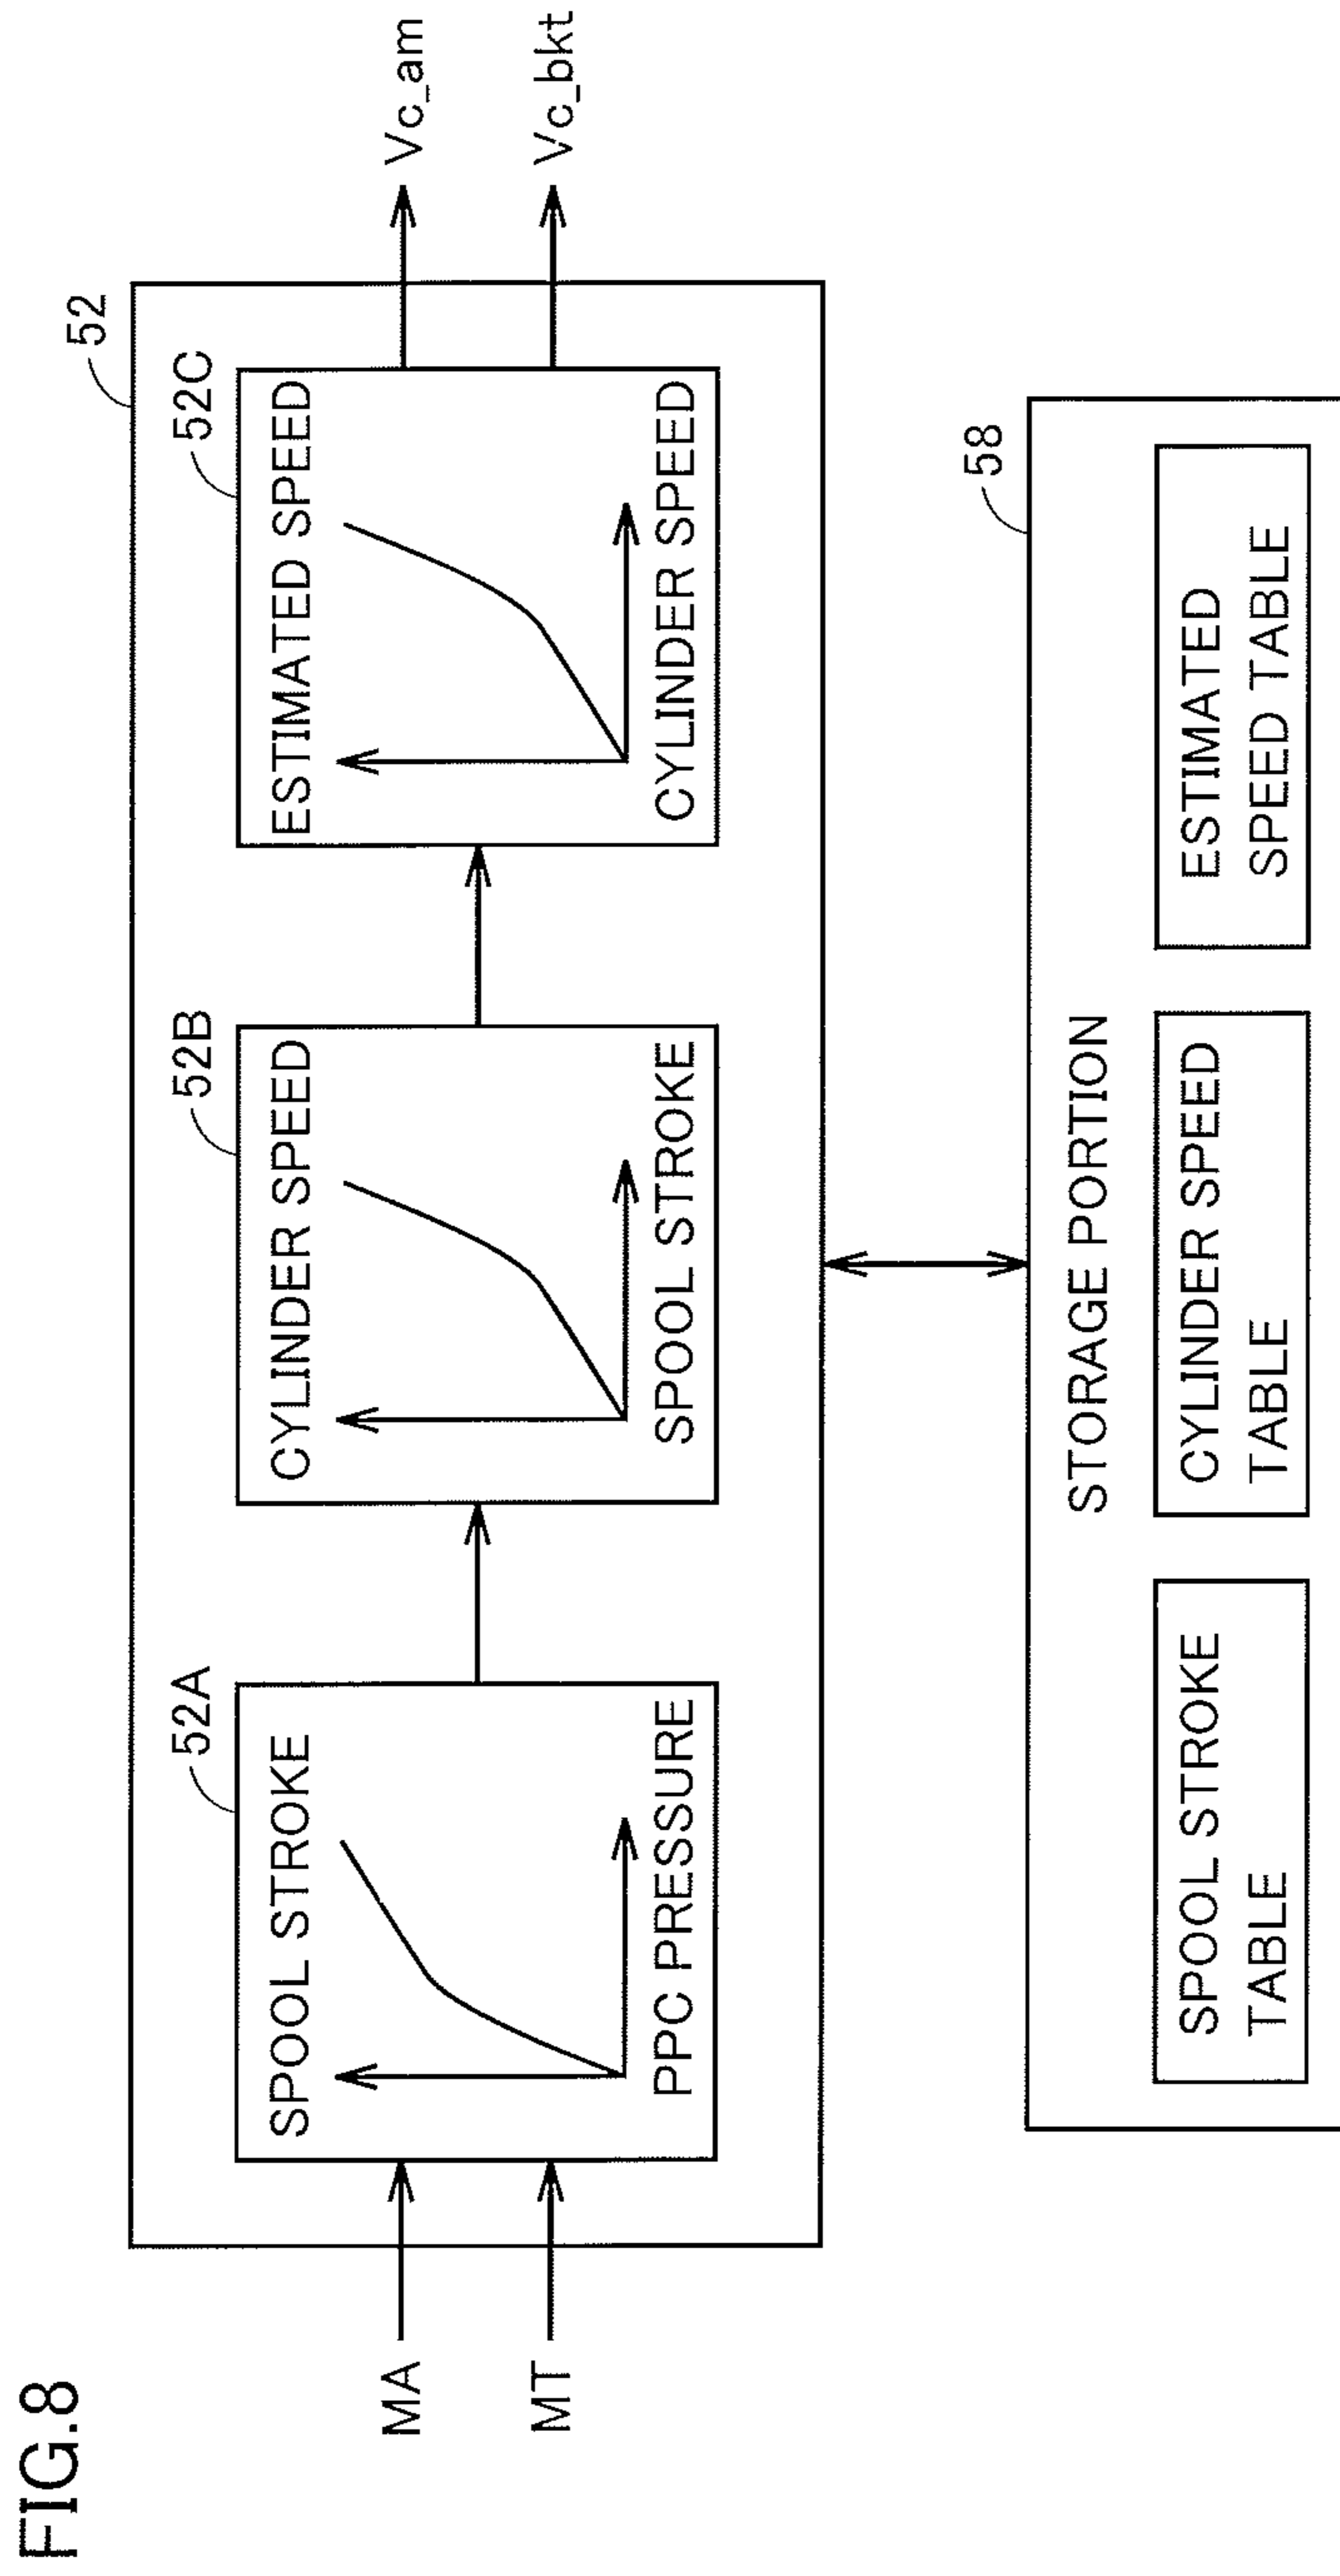 FIG.8
52
52A
SPOOL STROKE
PPC PRESSURE
52B
CYLINDER SPEED
SPOOL STROKE
52C
ESTIMATED SPEED
CYLINDER SPEED
MA
MT
Vc_am
Vc_bkt
58
STORAGE PORTION
SPOOL STROKE
TABLE
CYLINDER SPEED
TABLE
ESTIMATED
SPEED TABLE